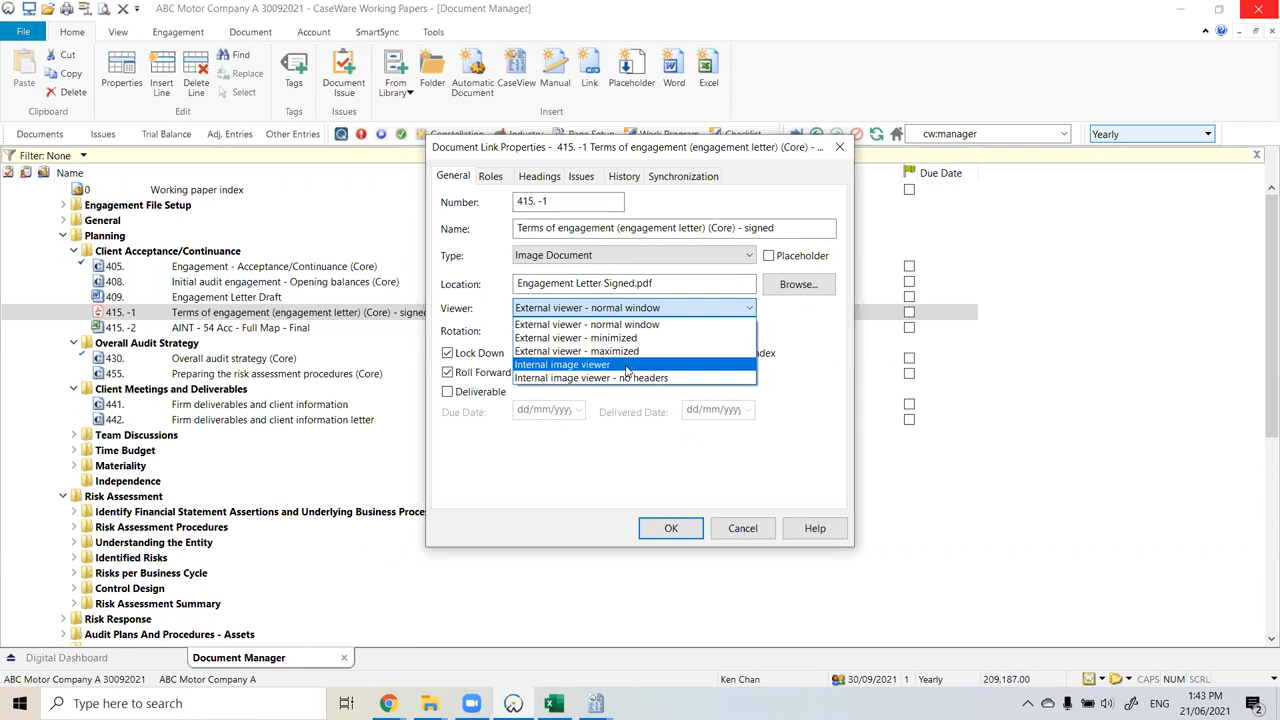 ABC Motor Company A 30092021 - CaseWare Working Papers - [Document Manager]
File Home View Engagement Document Account SmartSync Tools
Paste Cut Copy Delete Clipboard
Properties Insert Line Delete Line Find Replace Select Edit
Tags Tags
Document Issue Issues
From Library Folder Automatic Document CaseView Manual Link Placeholder Word Excel Insert
Documents Issues Trial Balance Adj. Entries Other Entries cw:manager Yearly
Filter: None
Name Due Date
0 Working paper index
Engagement File Setup
General
Planning
Client Acceptance/Continuance
405. Engagement - Acceptance/Continuance (Core)
408. Initial audit engagement - Opening balances (Core)
409. Engagement Letter Draft
415. -1 Terms of engagement (engagement letter) (Core) - signed
415. -2 AINT - 54 Acc - Full Map - Final
Overall Audit Strategy
430. Overall audit strategy (Core)
455. Preparing the risk assessment procedures (Core)
Client Meetings and Deliverables
441. Firm deliverables and client information
442. Firm deliverables and client information letter
Team Discussions
Time Budget
Materiality
Independence
Risk Assessment
Identify Financial Statement Assertions and Underlying Business Proce
Risk Assessment Procedures
Understanding the Entity
Identified Risks
Risks per Business Cycle
Control Design
Risk Assessment Summary
Risk Response
Audit Plans And Procedures - Assets
Document Link Properties - 415. -1 Terms of engagement (engagement letter) (Core) - ...
General Roles Headings Issues History Synchronization
Number: 415. -1
Name: Terms of engagement (engagement letter) (Core) - signed
Type: Image Document Placeholder
Location: Engagement Letter Signed.pdf Browse...
Viewer: External viewer - normal window
External viewer - normal window
Rotation: External viewer - minimized
External viewer - maximized
Lock Down Internal image viewer
Roll Forward Internal image viewer - no headers
Deliverable
Due Date: dd/mm/yyyy Delivered Date: dd/mm/yyyy
OK Cancel Help
Digital Dashboard Document Manager
ABC Motor Company A 30092021 ABC Motor Company A Ken Chan 30/09/2021 1 Yearly 209,187.00 CAPS NUM SCRL
Type here to search
1:43 PM
21/06/2021
2